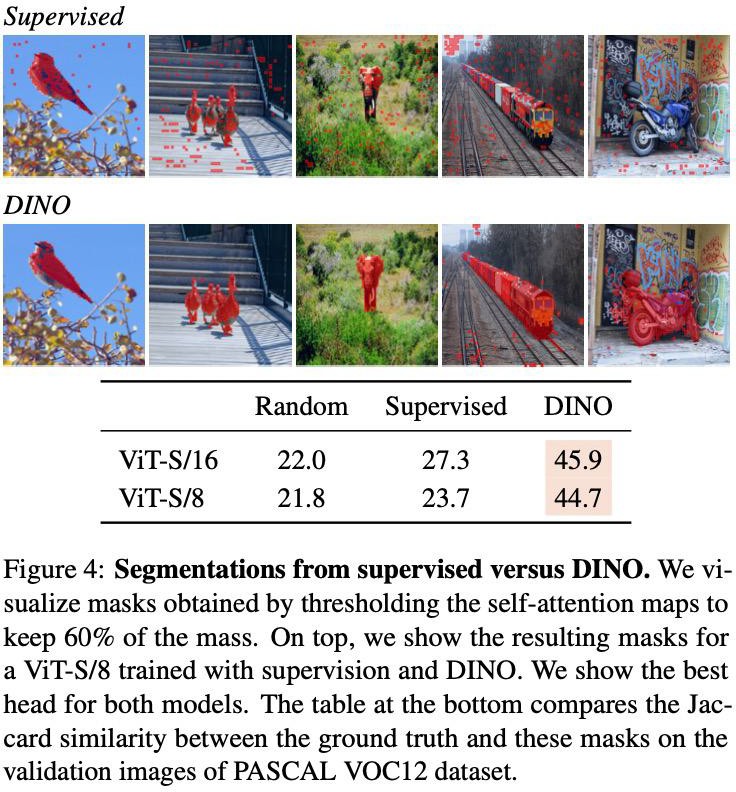 Supervised
DINO
Random Supervised DINO
ViT-S/16 22.0 27.3 45.9
ViT-S/8 21.8 23.7 44.7
Figure 4: Segmentations from supervised versus DINO. We vi-
sualize masks obtained by thresholding the self-attention maps to
keep 60% of the mass. On top, we show the resulting masks for
a ViT-S/8 trained with supervision and DINO. We show the best
head for both models. The table at the bottom compares the Jac-
card similarity between the ground truth and these masks on the
validation images of PASCAL VOC12 dataset.